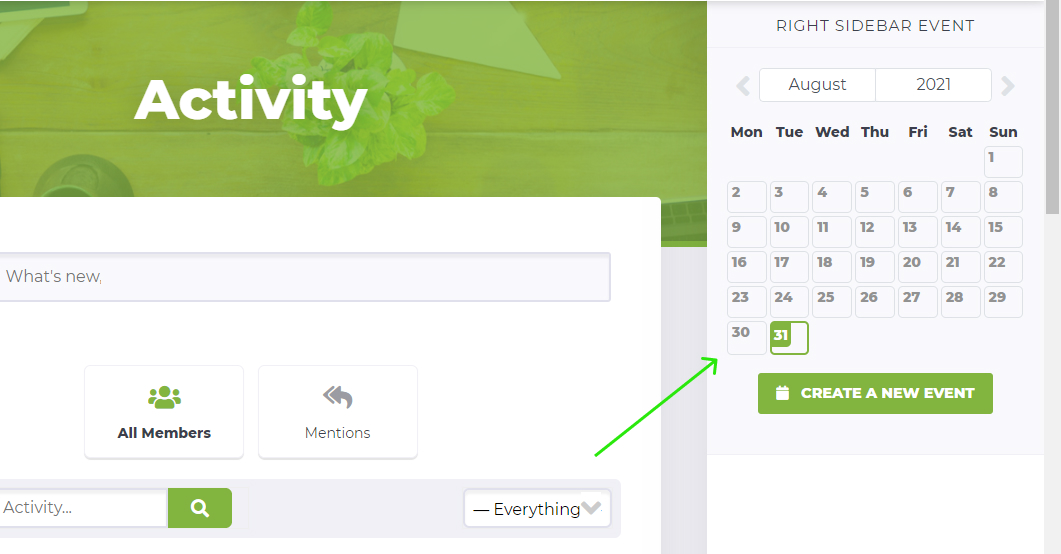 RIGHT SIDEBAR EVENT
August 2021
Mon Tue Wed Thu Fri Sat Sun
1
2 3 4 5 6 7 8
9 10 11 12 13 14 15
16 17 18 19 20 21 22
23 24 25 26 27 28 29
30 31
CREATE A NEW EVENT
Activity
What's new,
All Members Mentions
Activity... — Everything